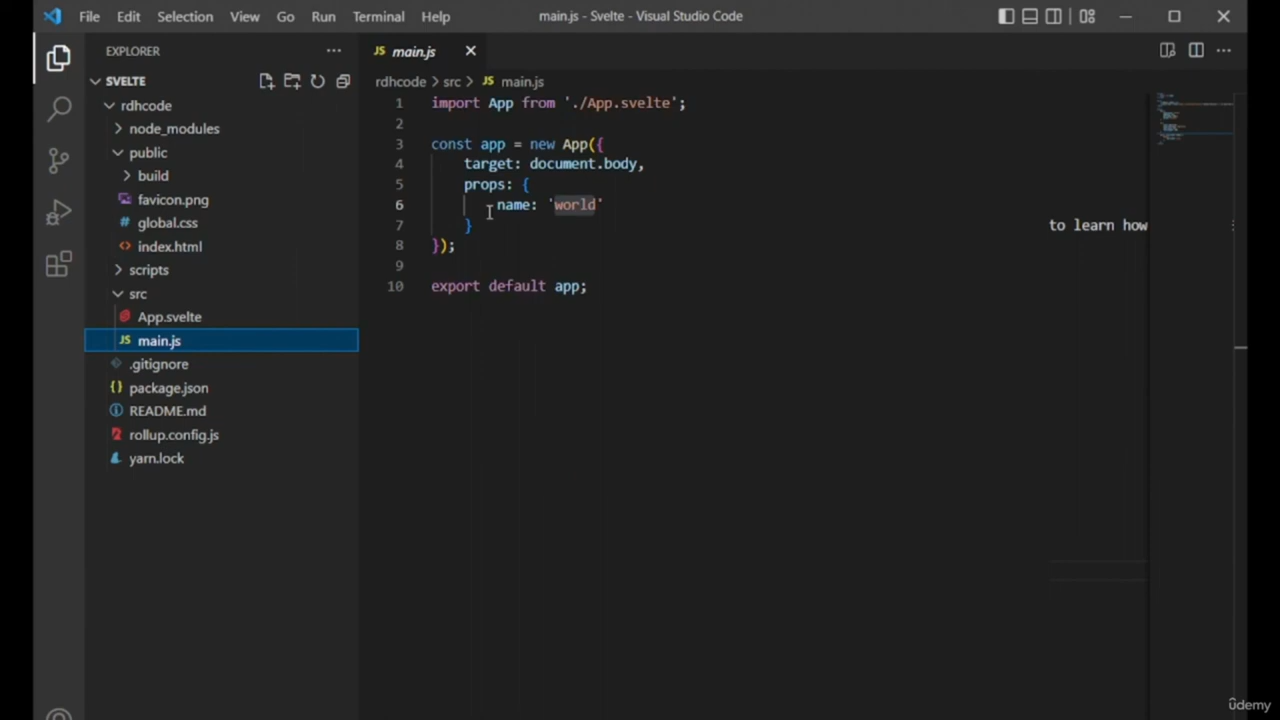 File Edit Selection View Go Run Terminal Help
main.js - Svelte - Visual Studio Code
EXPLORER
SVELTE
rdhcode
node_modules
public
build
favicon.png
global.css
index.html
scripts
src
App.svelte
JS main.js
.gitignore
{} package.json
README.md
rollup.config.js
yarn.lock
JS main.js
rdhcode > src > JS main.js
1 import App from './App.svelte';
2
3 const app = new App({
4 target: document.body,
5 props: {
6 name: 'world'
7 }
8 });
9
10 export default app;
to learn how
ûdemy